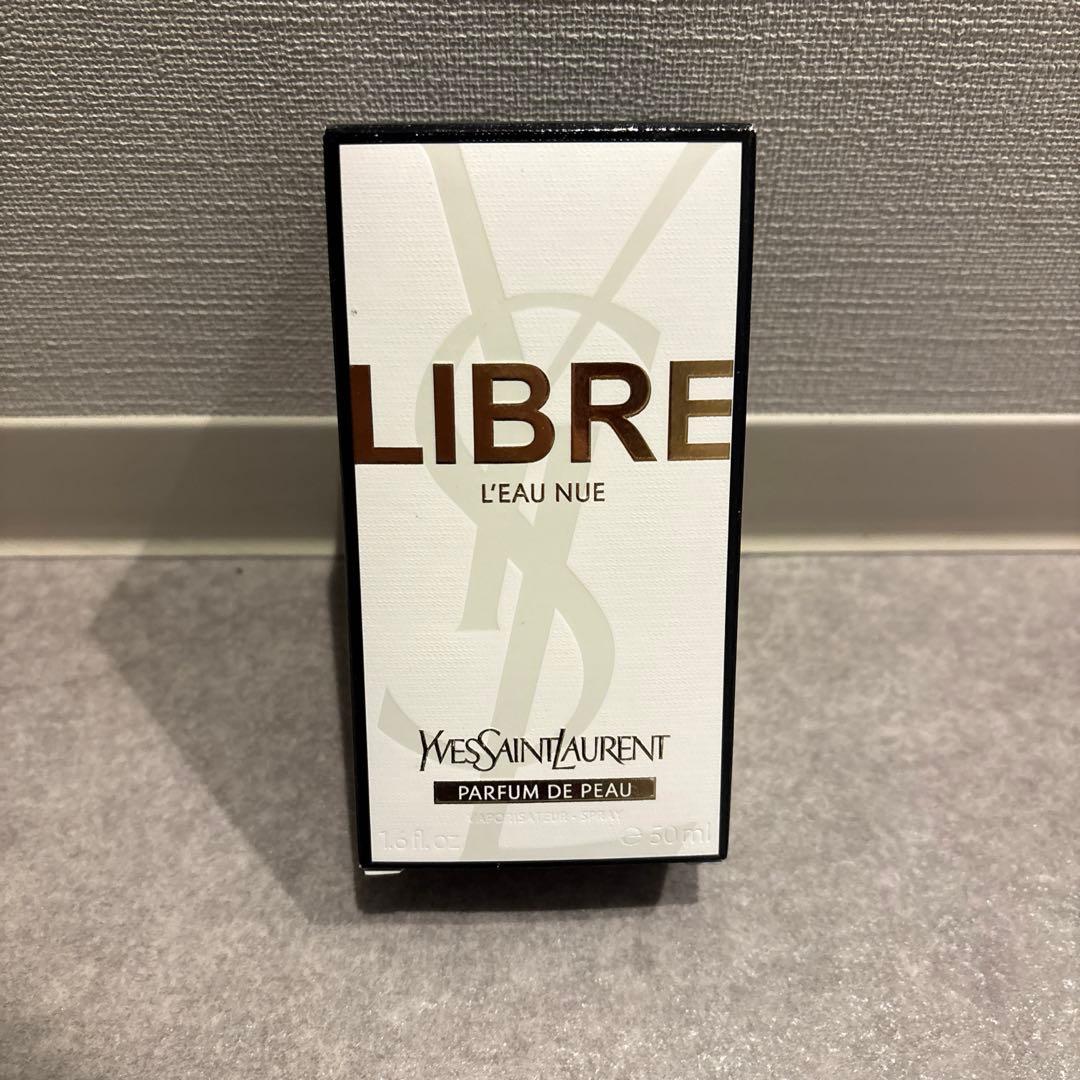 LIBRE
L'EAU NUE
YVESSAINTLAURENT
PARFUM DE PEAU
VAPORISATEUR • SPRAY
1.6 fl. oz ℮ 50 ml